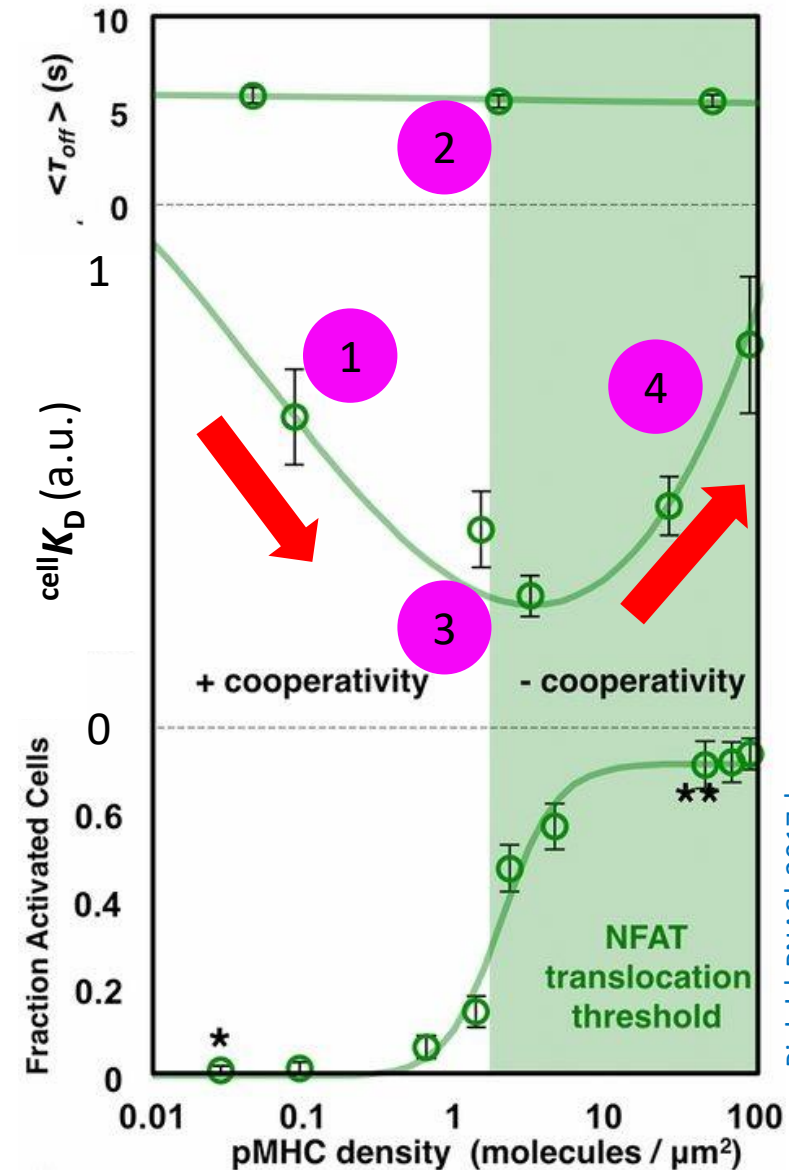 10
5
0
<τoff> (s)
2
1
1
4
cellKD (a.u.)
3
+ cooperativity
- cooperativity
0
Fraction Activated Cells
0.6
0.4
0.2
0
*
**
NFAT
translocation
threshold
0.01
0.1
1
10
100
pMHC density (molecules / µm²)